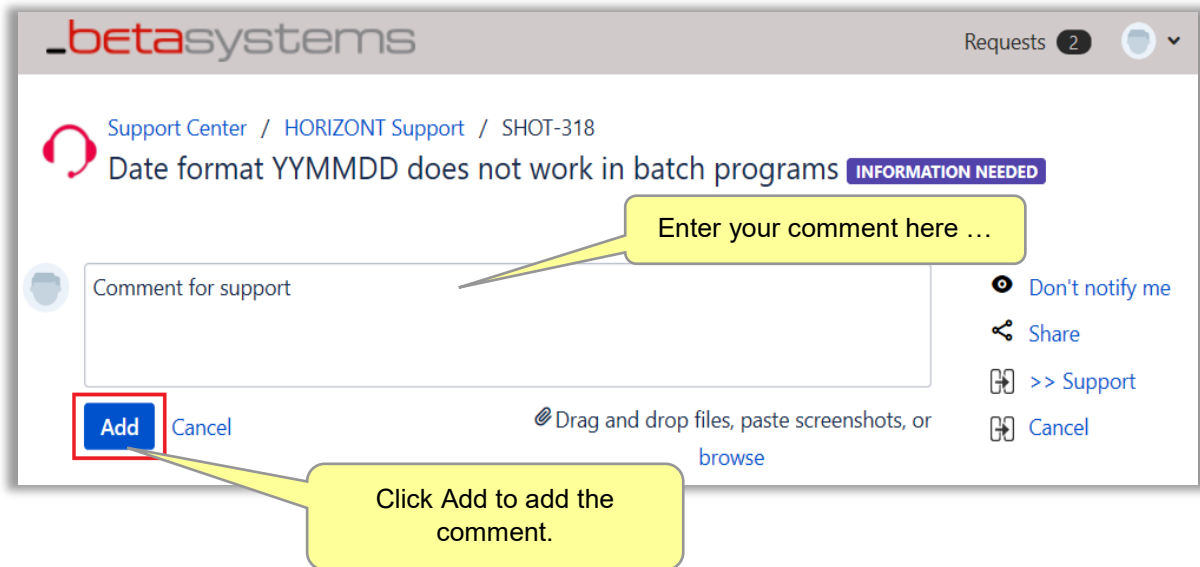 _betasystems
Requests 2
Support Center / HORIZONT Support / SHOT-318
Date format YYMMDD does not work in batch programs INFORMATION NEEDED
Enter your comment here …
Comment for support
Don't notify me
Share
>> Support
Cancel
Add Cancel
Drag and drop files, paste screenshots, or
browse
Click Add to add the
comment.